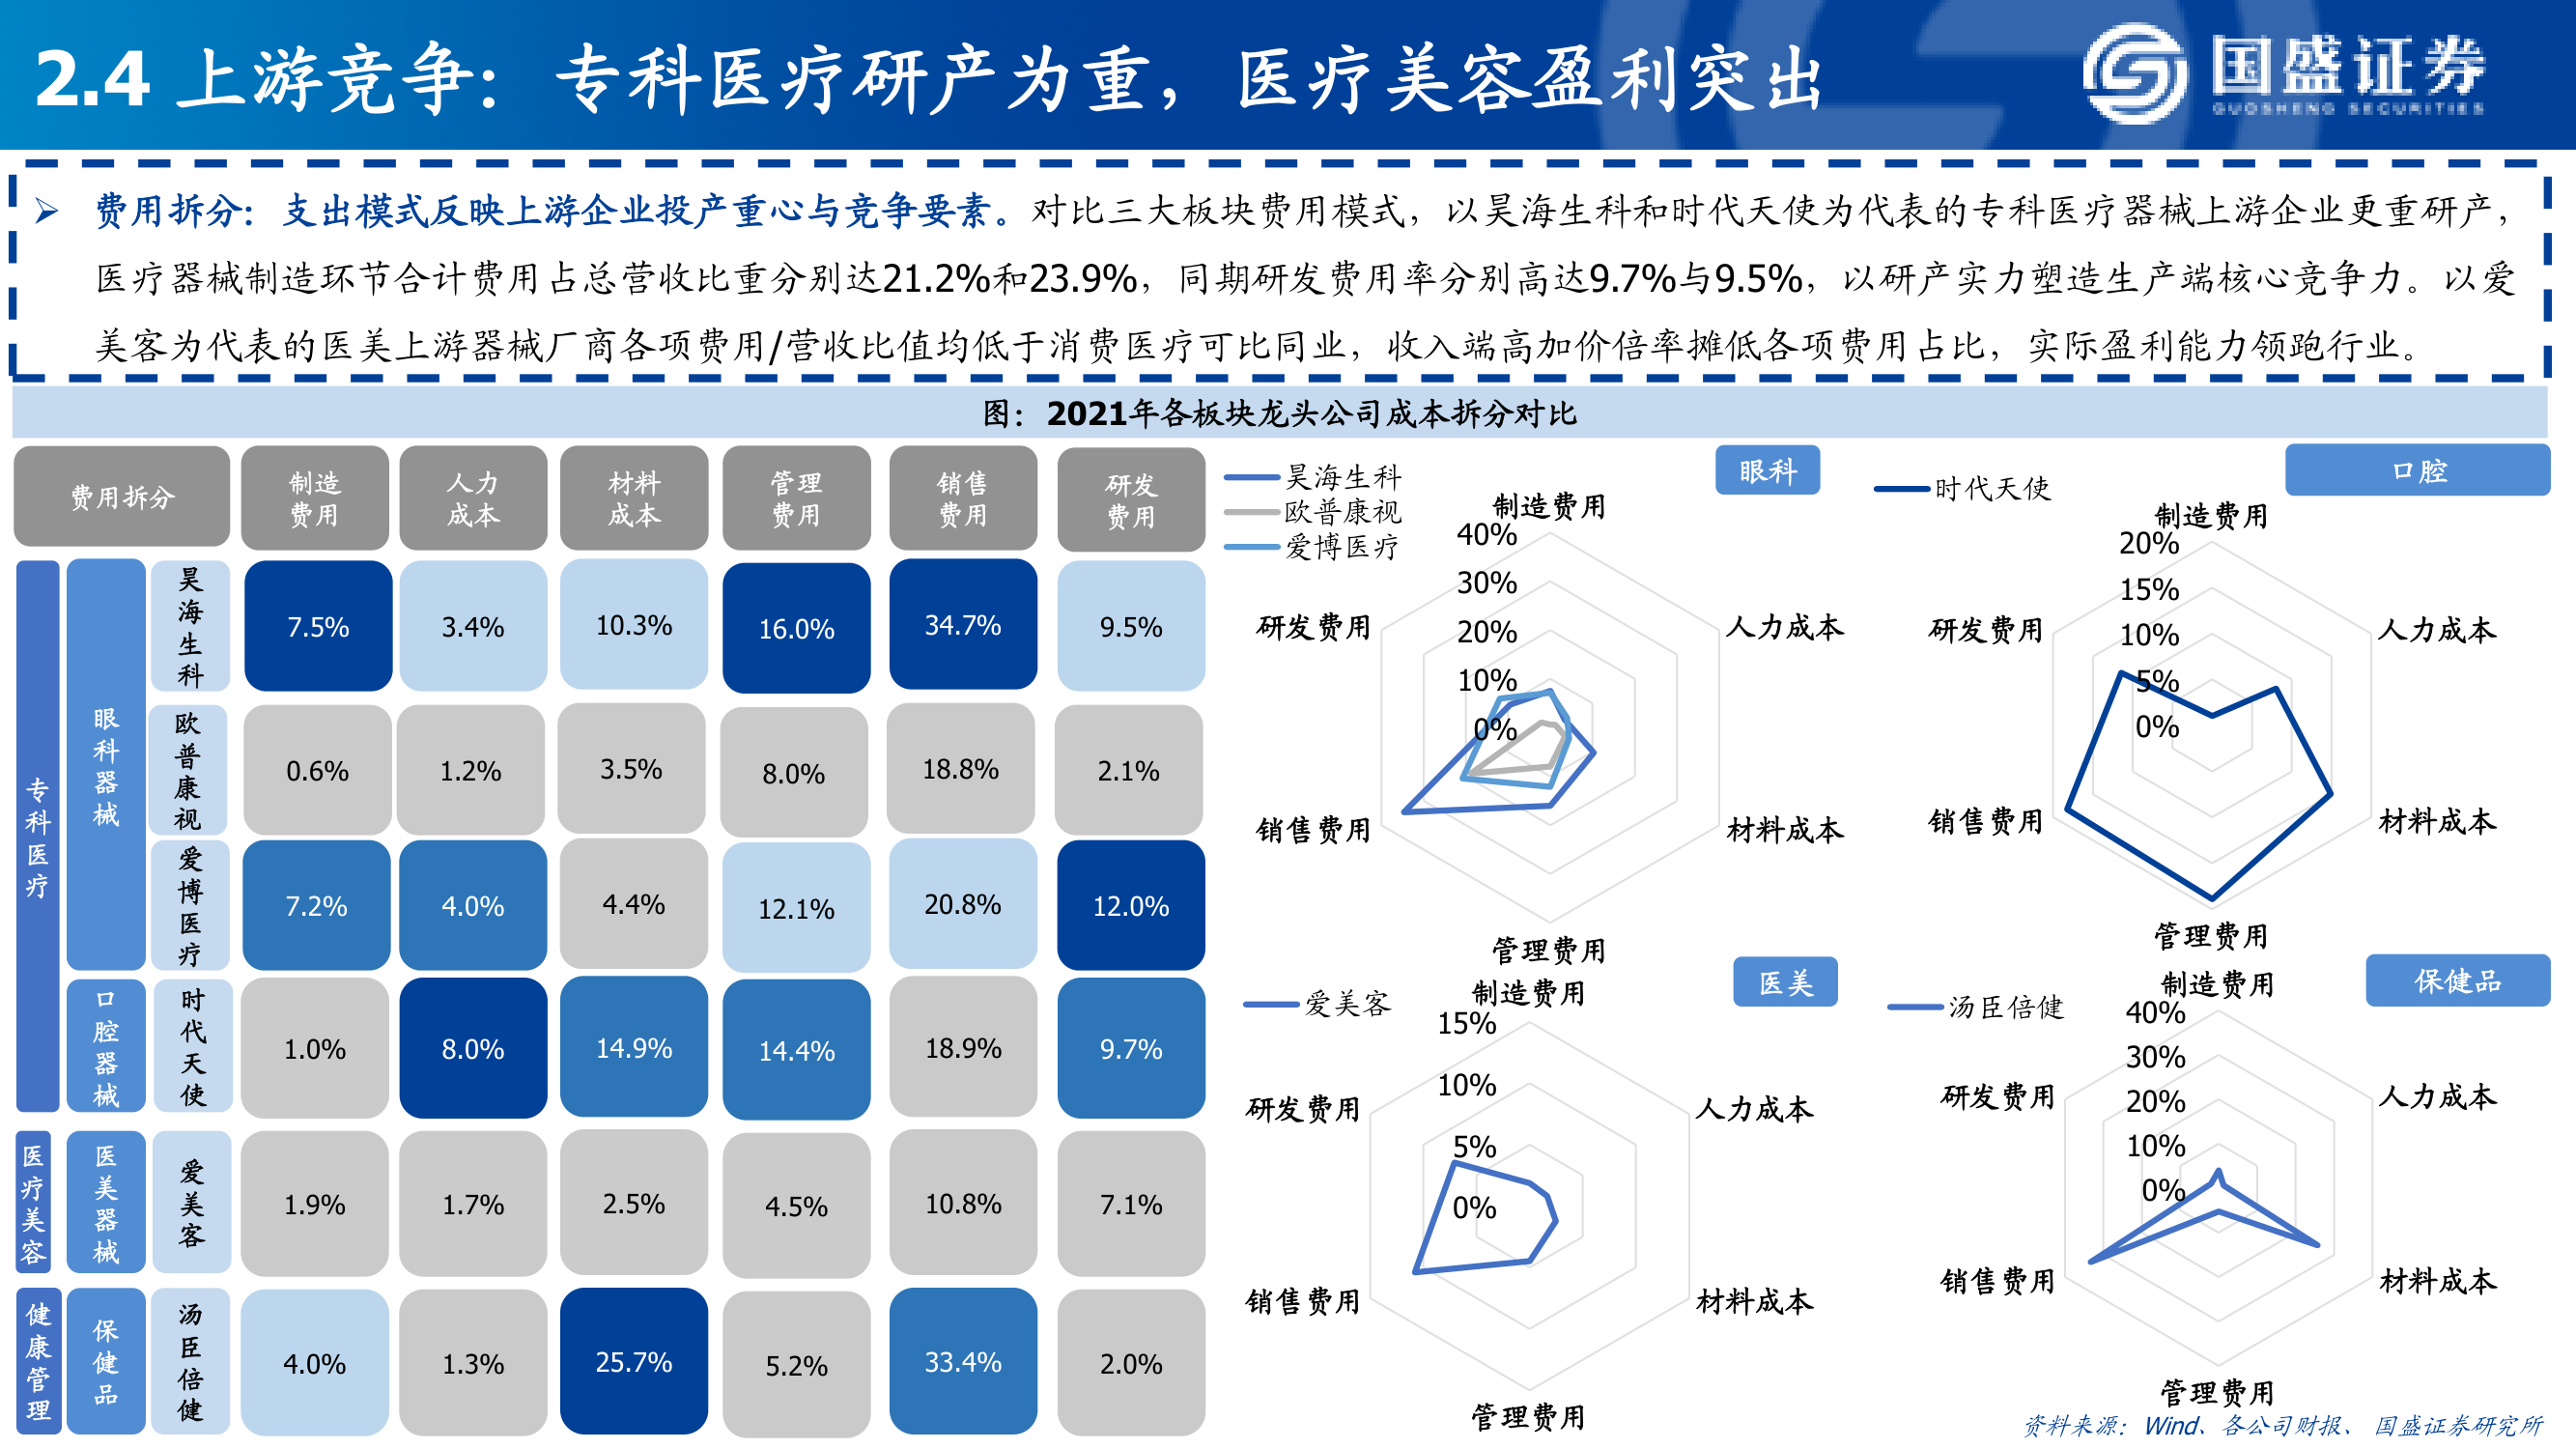 2.4 上游竞争：专科医疗研产为重，医疗美容盈利突出
国盛证券
GUOSHENG SECURITIES
费用拆分：支出模式反映上游企业投产重心与竞争要素。对比三大板块费用模式，以昊海生科和时代天使为代表的专科医疗器械上游企业更重研产，
医疗器械制造环节合计费用占总营收比重分别达21.2%和23.9%，同期研发费用率分别高达9.7%与9.5%，以研产实力塑造生产端核心竞争力。以爱
美客为代表的医美上游器械厂商各项费用/营收比值均低于消费医疗可比同业，收入端高加价倍率摊低各项费用占比，实际盈利能力领跑行业。
图：2021年各板块龙头公司成本拆分对比
费用拆分 制造费用 人力成本 材料成本 管理费用 销售费用 研发费用
专科医疗
眼科器械
昊海生科 7.5% 3.4% 10.3% 16.0% 34.7% 9.5%
欧普康视 0.6% 1.2% 3.5% 8.0% 18.8% 2.1%
爱博医疗 7.2% 4.0% 4.4% 12.1% 20.8% 12.0%
口腔器械
时代天使 1.0% 8.0% 14.9% 14.4% 18.9% 9.7%
医疗美容
医美器械
爱美客 1.9% 1.7% 2.5% 4.5% 10.8% 7.1%
健康管理
保健品
汤臣倍健 4.0% 1.3% 25.7% 5.2% 33.4% 2.0%
眼科
昊海生科
欧普康视
爱博医疗
制造费用
人力成本
材料成本
管理费用
销售费用
研发费用
40%
30%
20%
10%
0%
口腔
时代天使
制造费用
人力成本
材料成本
管理费用
销售费用
研发费用
20%
15%
10%
5%
0%
医美
爱美客
制造费用
人力成本
材料成本
管理费用
销售费用
研发费用
15%
10%
5%
0%
保健品
汤臣倍健
制造费用
人力成本
材料成本
管理费用
销售费用
研发费用
40%
30%
20%
10%
0%
资料来源：Wind、各公司财报、国盛证券研究所